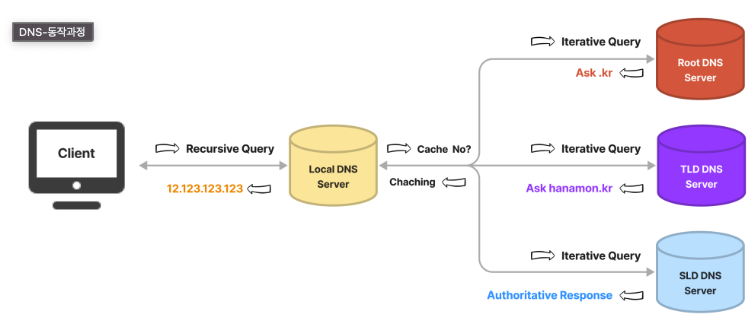 DNS-동작과정
Client
Recursive Query
12.123.123.123
Local DNS
Server
Cache No?
Chaching
Iterative Query
Ask .kr
Root DNS
Server
Iterative Query
Ask hanamon.kr
TLD DNS
Server
Iterative Query
Authoritative Response
SLD DNS
Server